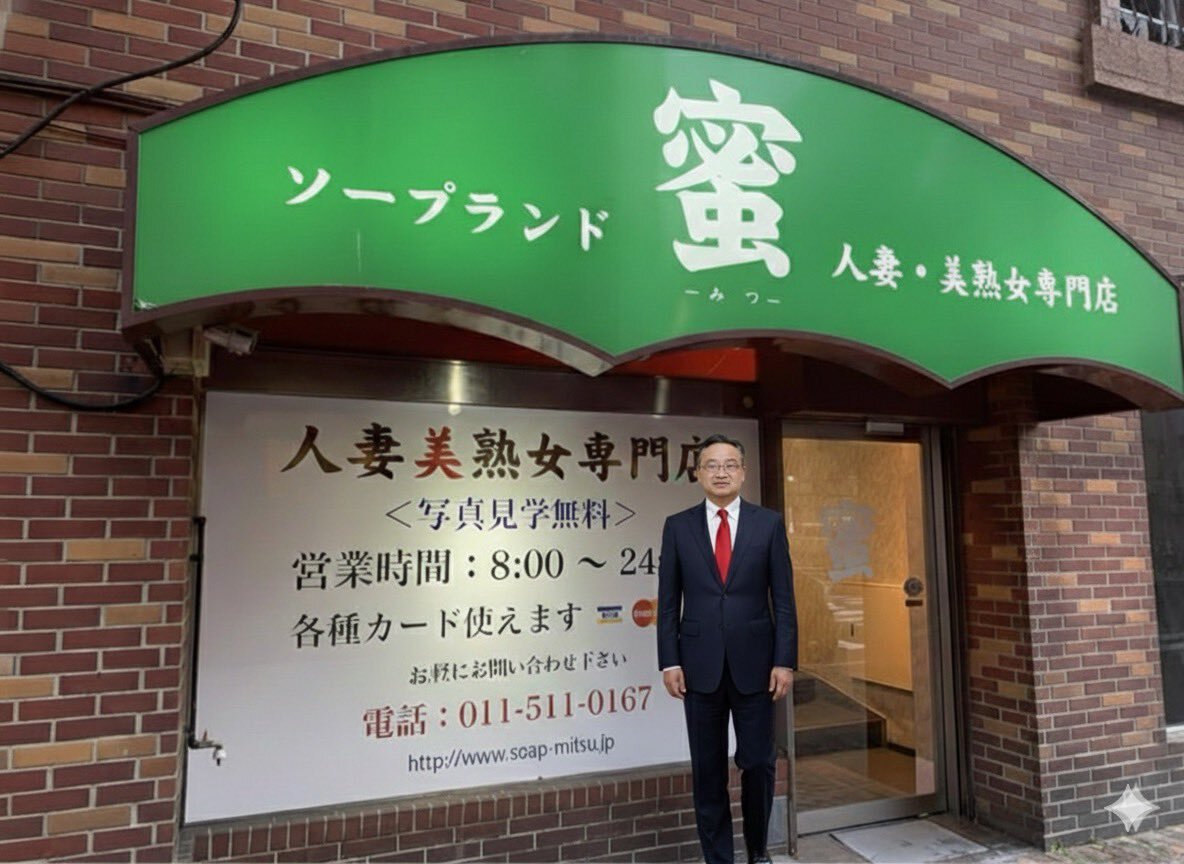 ソープランド
蜜
ーみつー
人妻・美熟女専門店
人妻美熟女専門店
＜写真見学無料＞
営業時間：8:00 ～ 24
各種カード使えます
お気軽にお問い合わせ下さい
電話：011-511-0167
http://www.soap-mitsu.jp
蜜